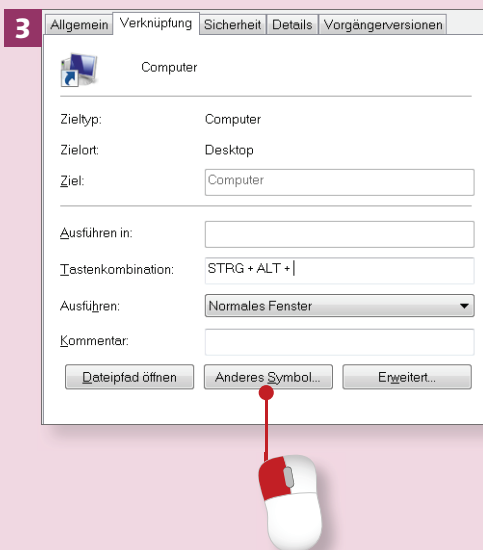 3
Allgemein Verknüpfung Sicherheit Details Vorgängerversionen
Computer
Zieltyp: Computer
Zielort: Desktop
Ziel: Computer
Ausführen in:
Tastenkombination: STRG + ALT +
Ausführen: Normales Fenster
Kommentar:
Dateipfad öffnen Anderes Symbol... Erweitert...